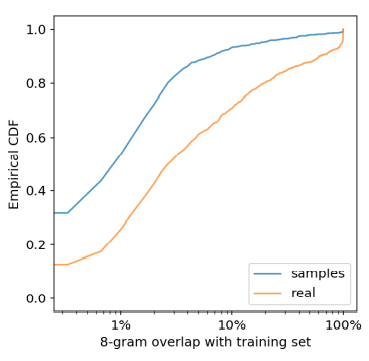 1.0
0.8
0.6
0.4
0.2
0.0
Empirical CDF
samples
real
1% 10% 100%
8-gram overlap with training set